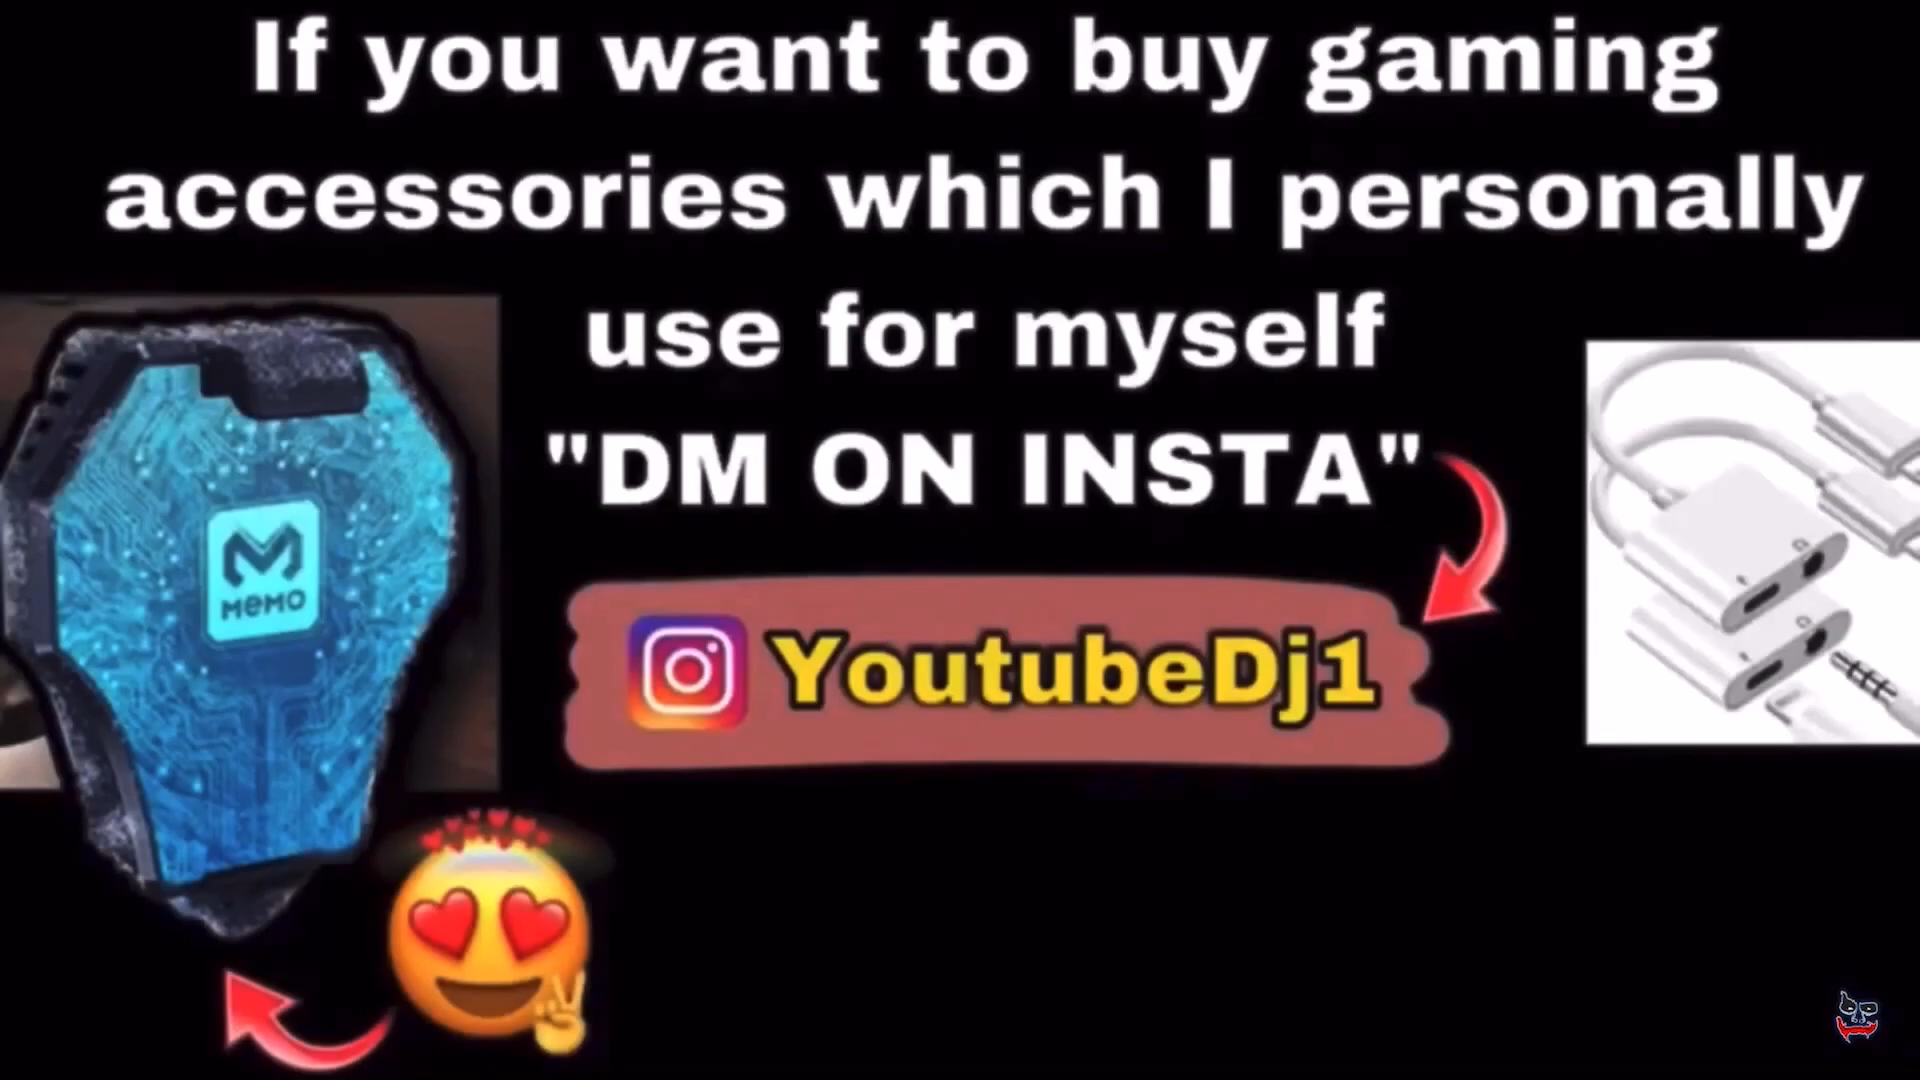 If you want to buy gaming
accessories which I personally
use for myself
"DM ON INSTA"
YoutubeDj1
M
MeMO